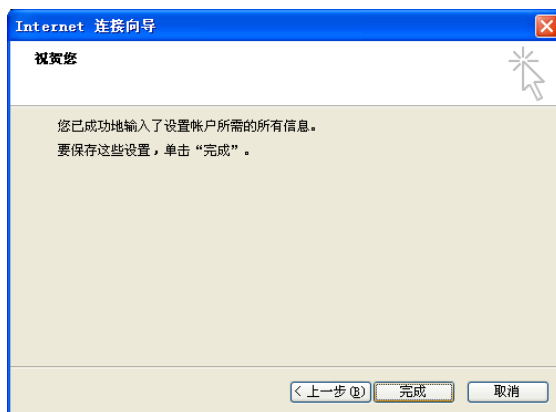 Internet 连接向导
祝贺您
您已成功地输入了设置帐户所需的所有信息。
要保存这些设置，单击“完成”。
< 上一步(B)
完成
取消